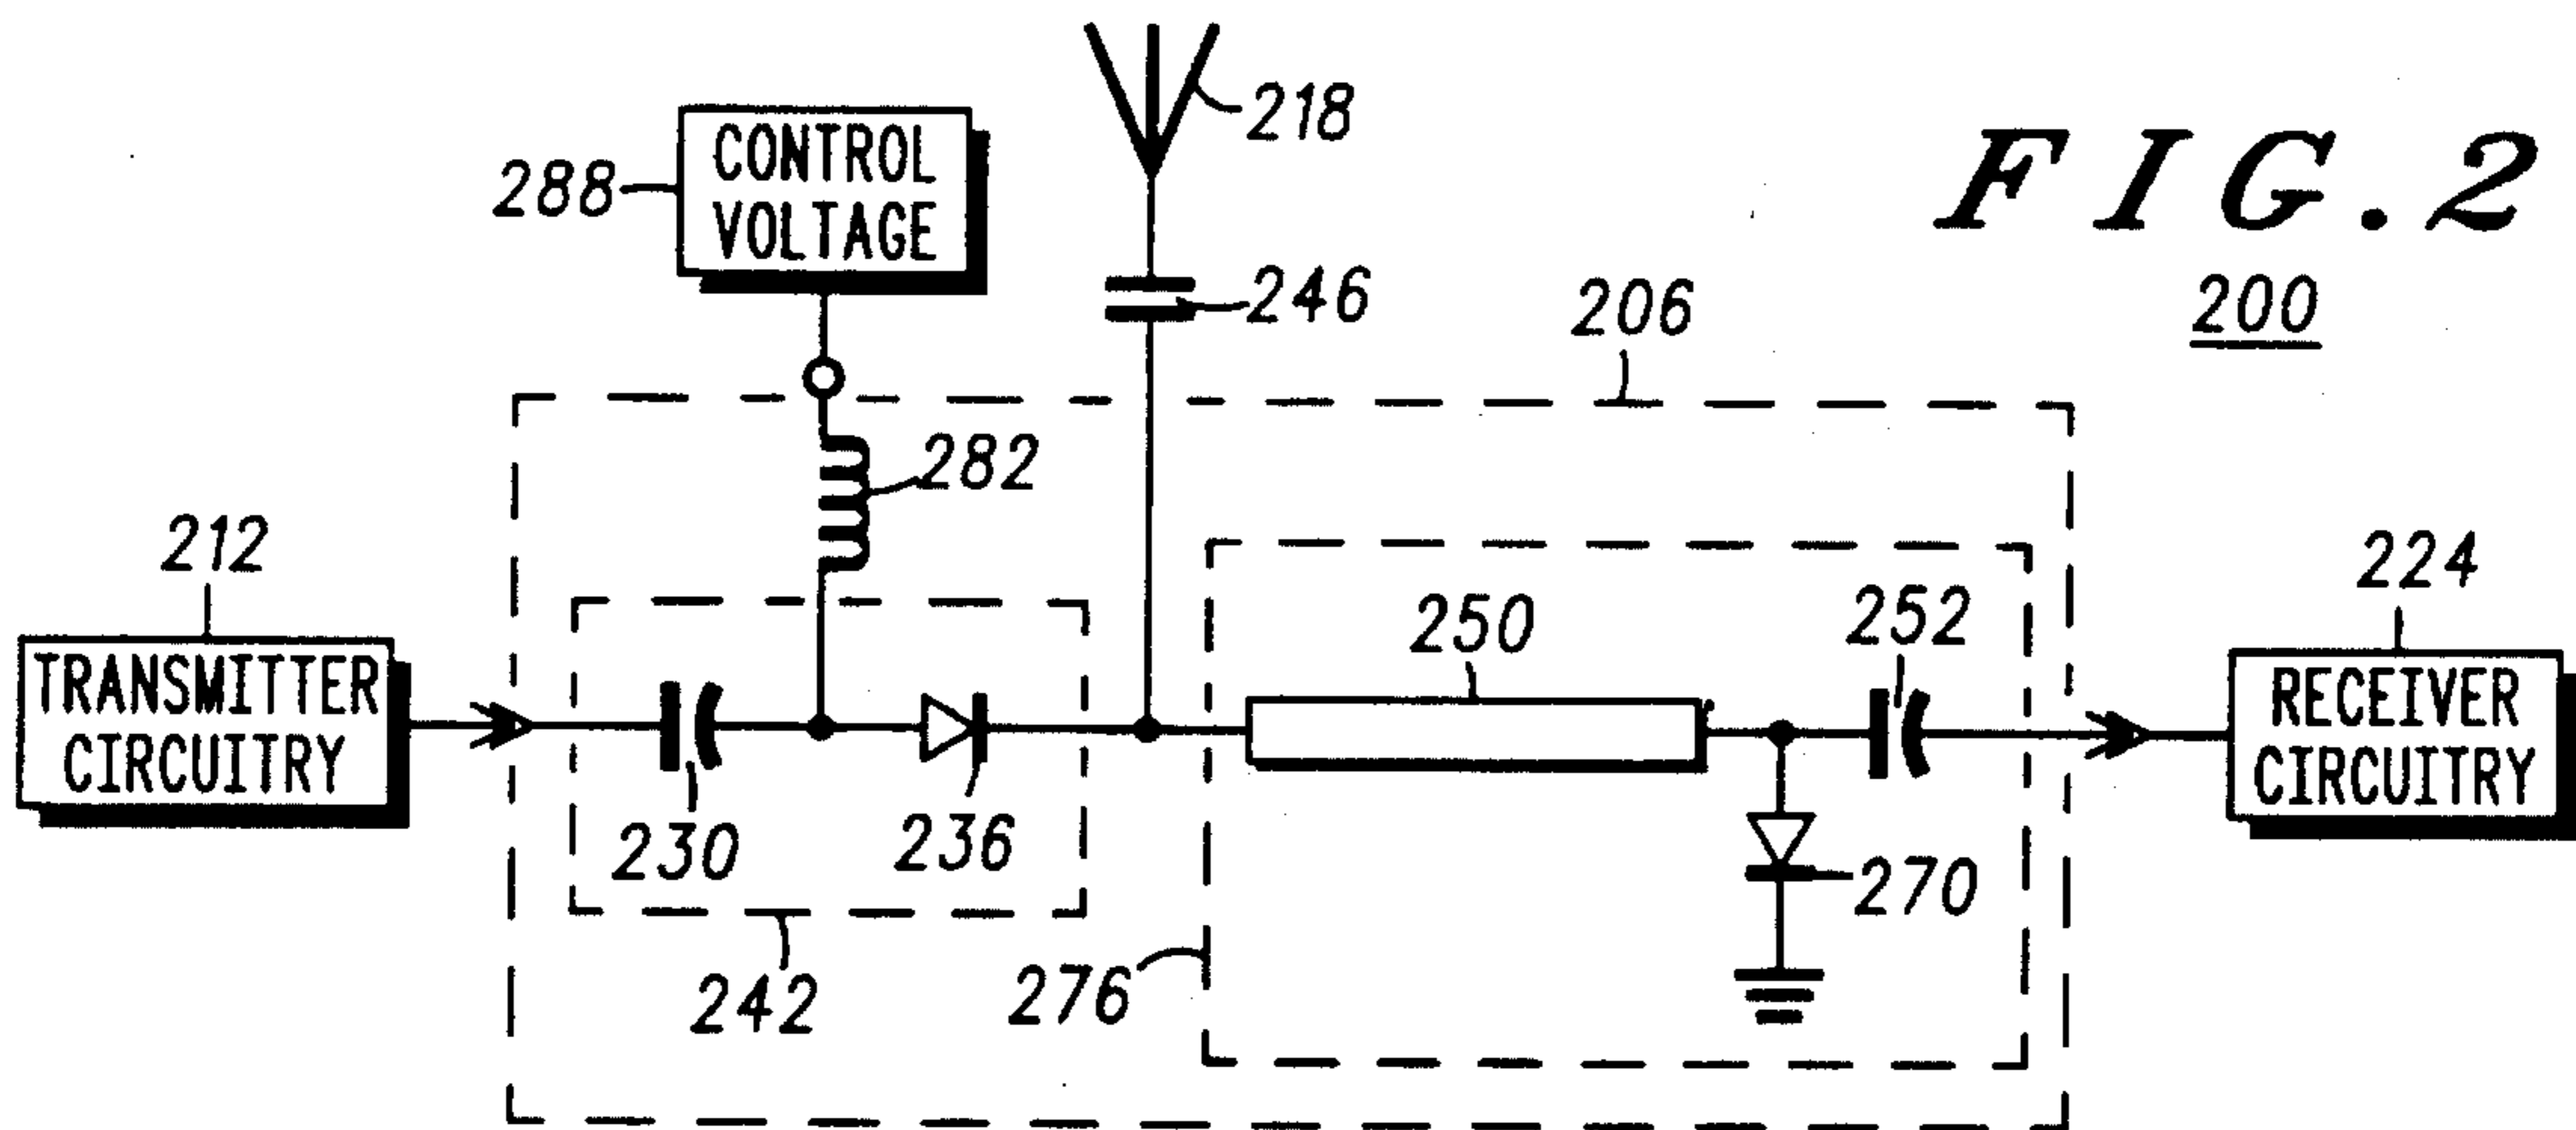 FIG.2
200
218
CONTROL
VOLTAGE
288
246
206
282
212
TRANSMITTER
CIRCUITRY
250
252
224
RECEIVER
CIRCUITRY
230
236
270
242
276